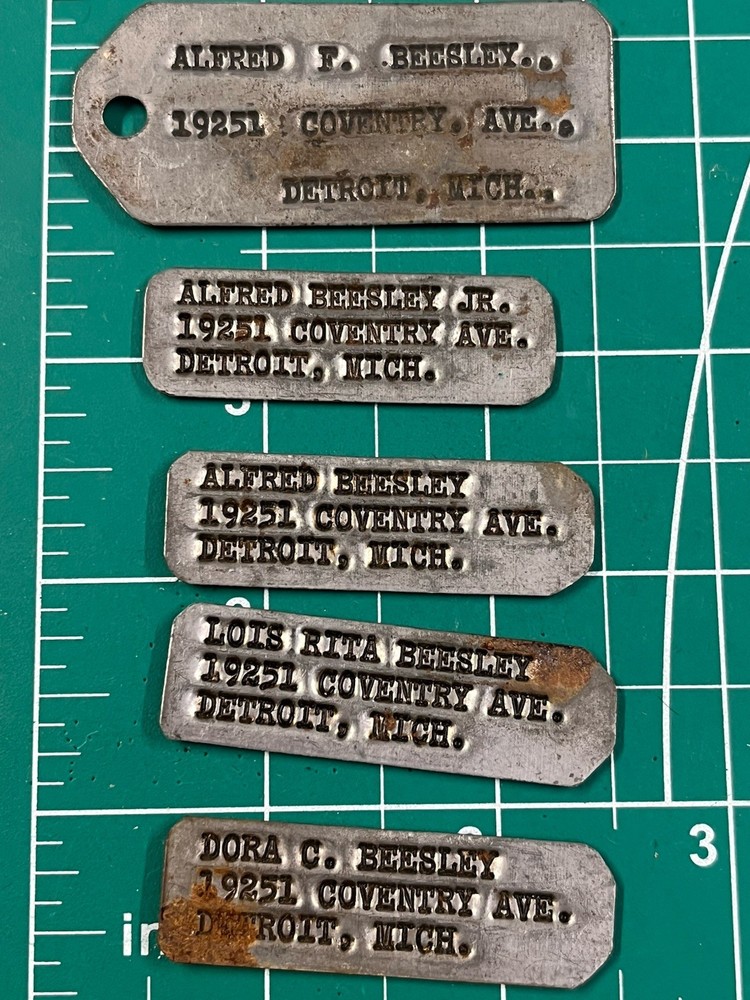 ALFRED F. .BEESLEY..
19251 COVENTRY. AVE..
DETROIT, MICH..
ALFRED BEESLEY JR.
19251 COVENTRY AVE.
DETROIT, MICH.
ALFRED BEESLEY
19251 COVENTRY AVE.
DETROIT, MICH.
LOIS RITA BEESLEY
19251 COVENTRY AVE.
DETROIT, MICH.
DORA C. BEESLEY
19251 COVENTRY AVE.
DETROIT, MICH.
3
in